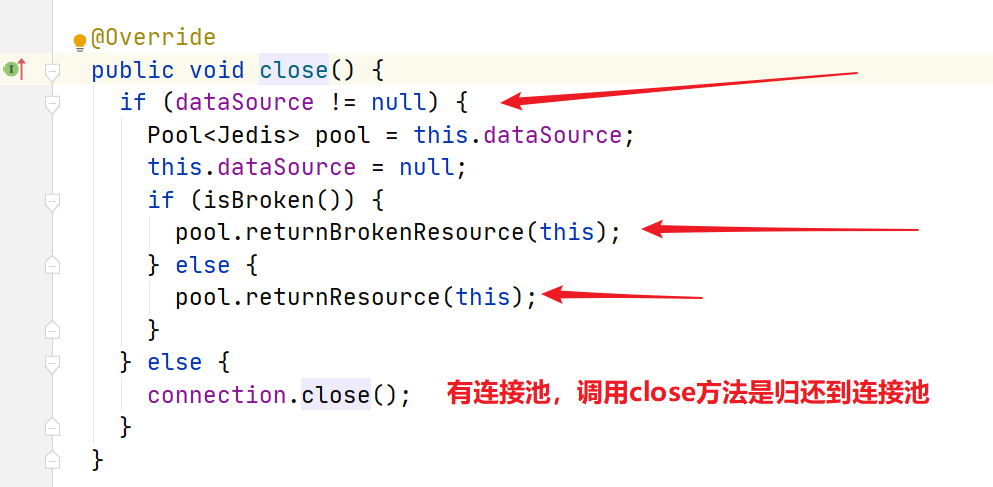 @Override
public void close() {
if (dataSource != null) {
Pool<Jedis> pool = this.dataSource;
this.dataSource = null;
if (isBroken()) {
pool.returnBrokenResource(this);
} else {
pool.returnResource(this);
}
} else {
connection.close(); 有连接池，调用close方法是归还到连接池
}
}